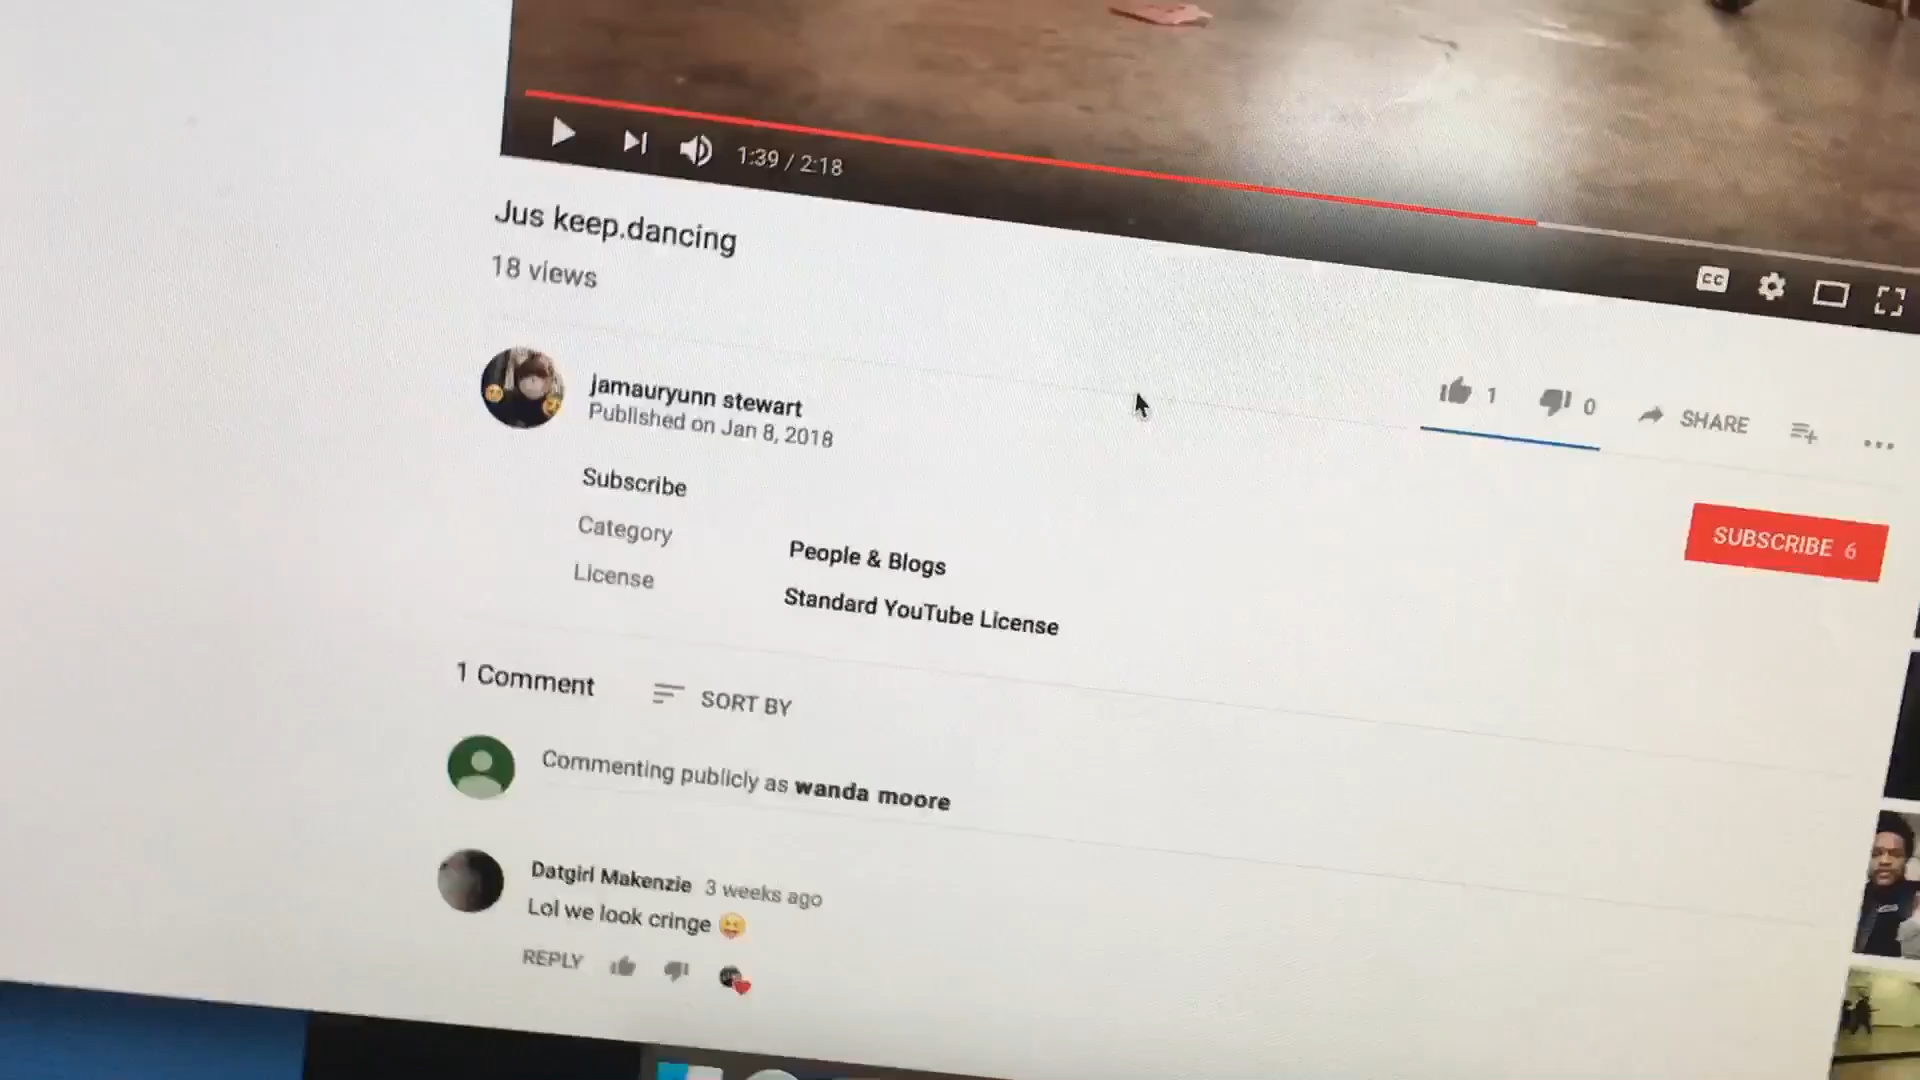 1:39 / 2:18
CC
Jus keep.dancing
18 views
1
0
SHARE
jamauryunn stewart
Published on Jan 8, 2018
SUBSCRIBE 6
Subscribe
Category
People & Blogs
License
Standard YouTube License
1 Comment
SORT BY
Commenting publicly as wanda moore
Datgirl Makenzie 3 weeks ago
Lol we look cringe 😝
REPLY